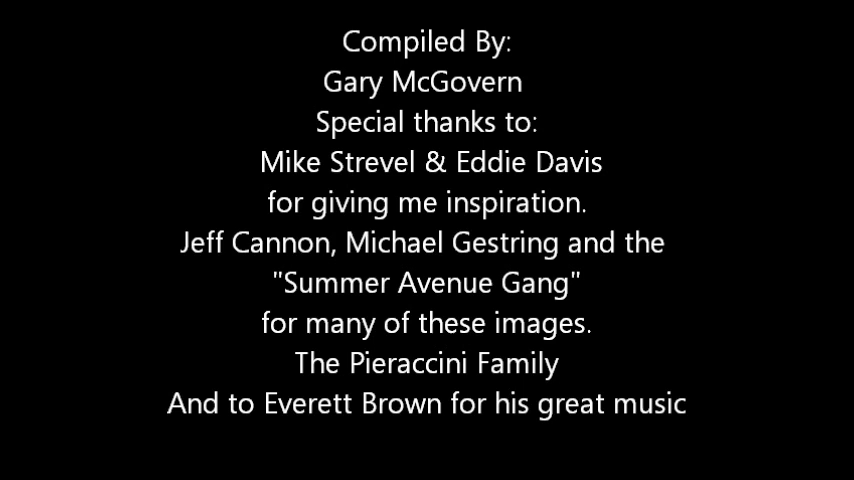 Compiled By:
Gary McGovern
Special thanks to:
Mike Strevel & Eddie Davis
for giving me inspiration.
Jeff Cannon, Michael Gestring and the
"Summer Avenue Gang"
for many of these images.
The Pieraccini Family
And to Everett Brown for his great music